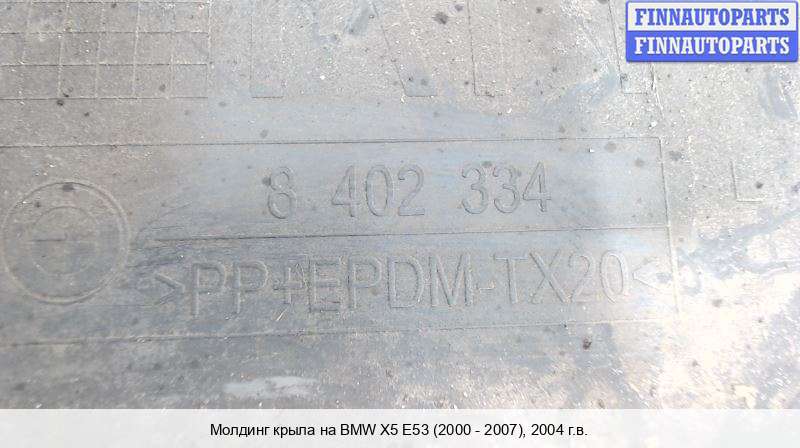 FINNAUTOPARTS
FINNAUTOPARTS
8 402 334
>PP+EPDM-TX20<
Молдинг крыла на BMW X5 E53 (2000 - 2007), 2004 г.в.